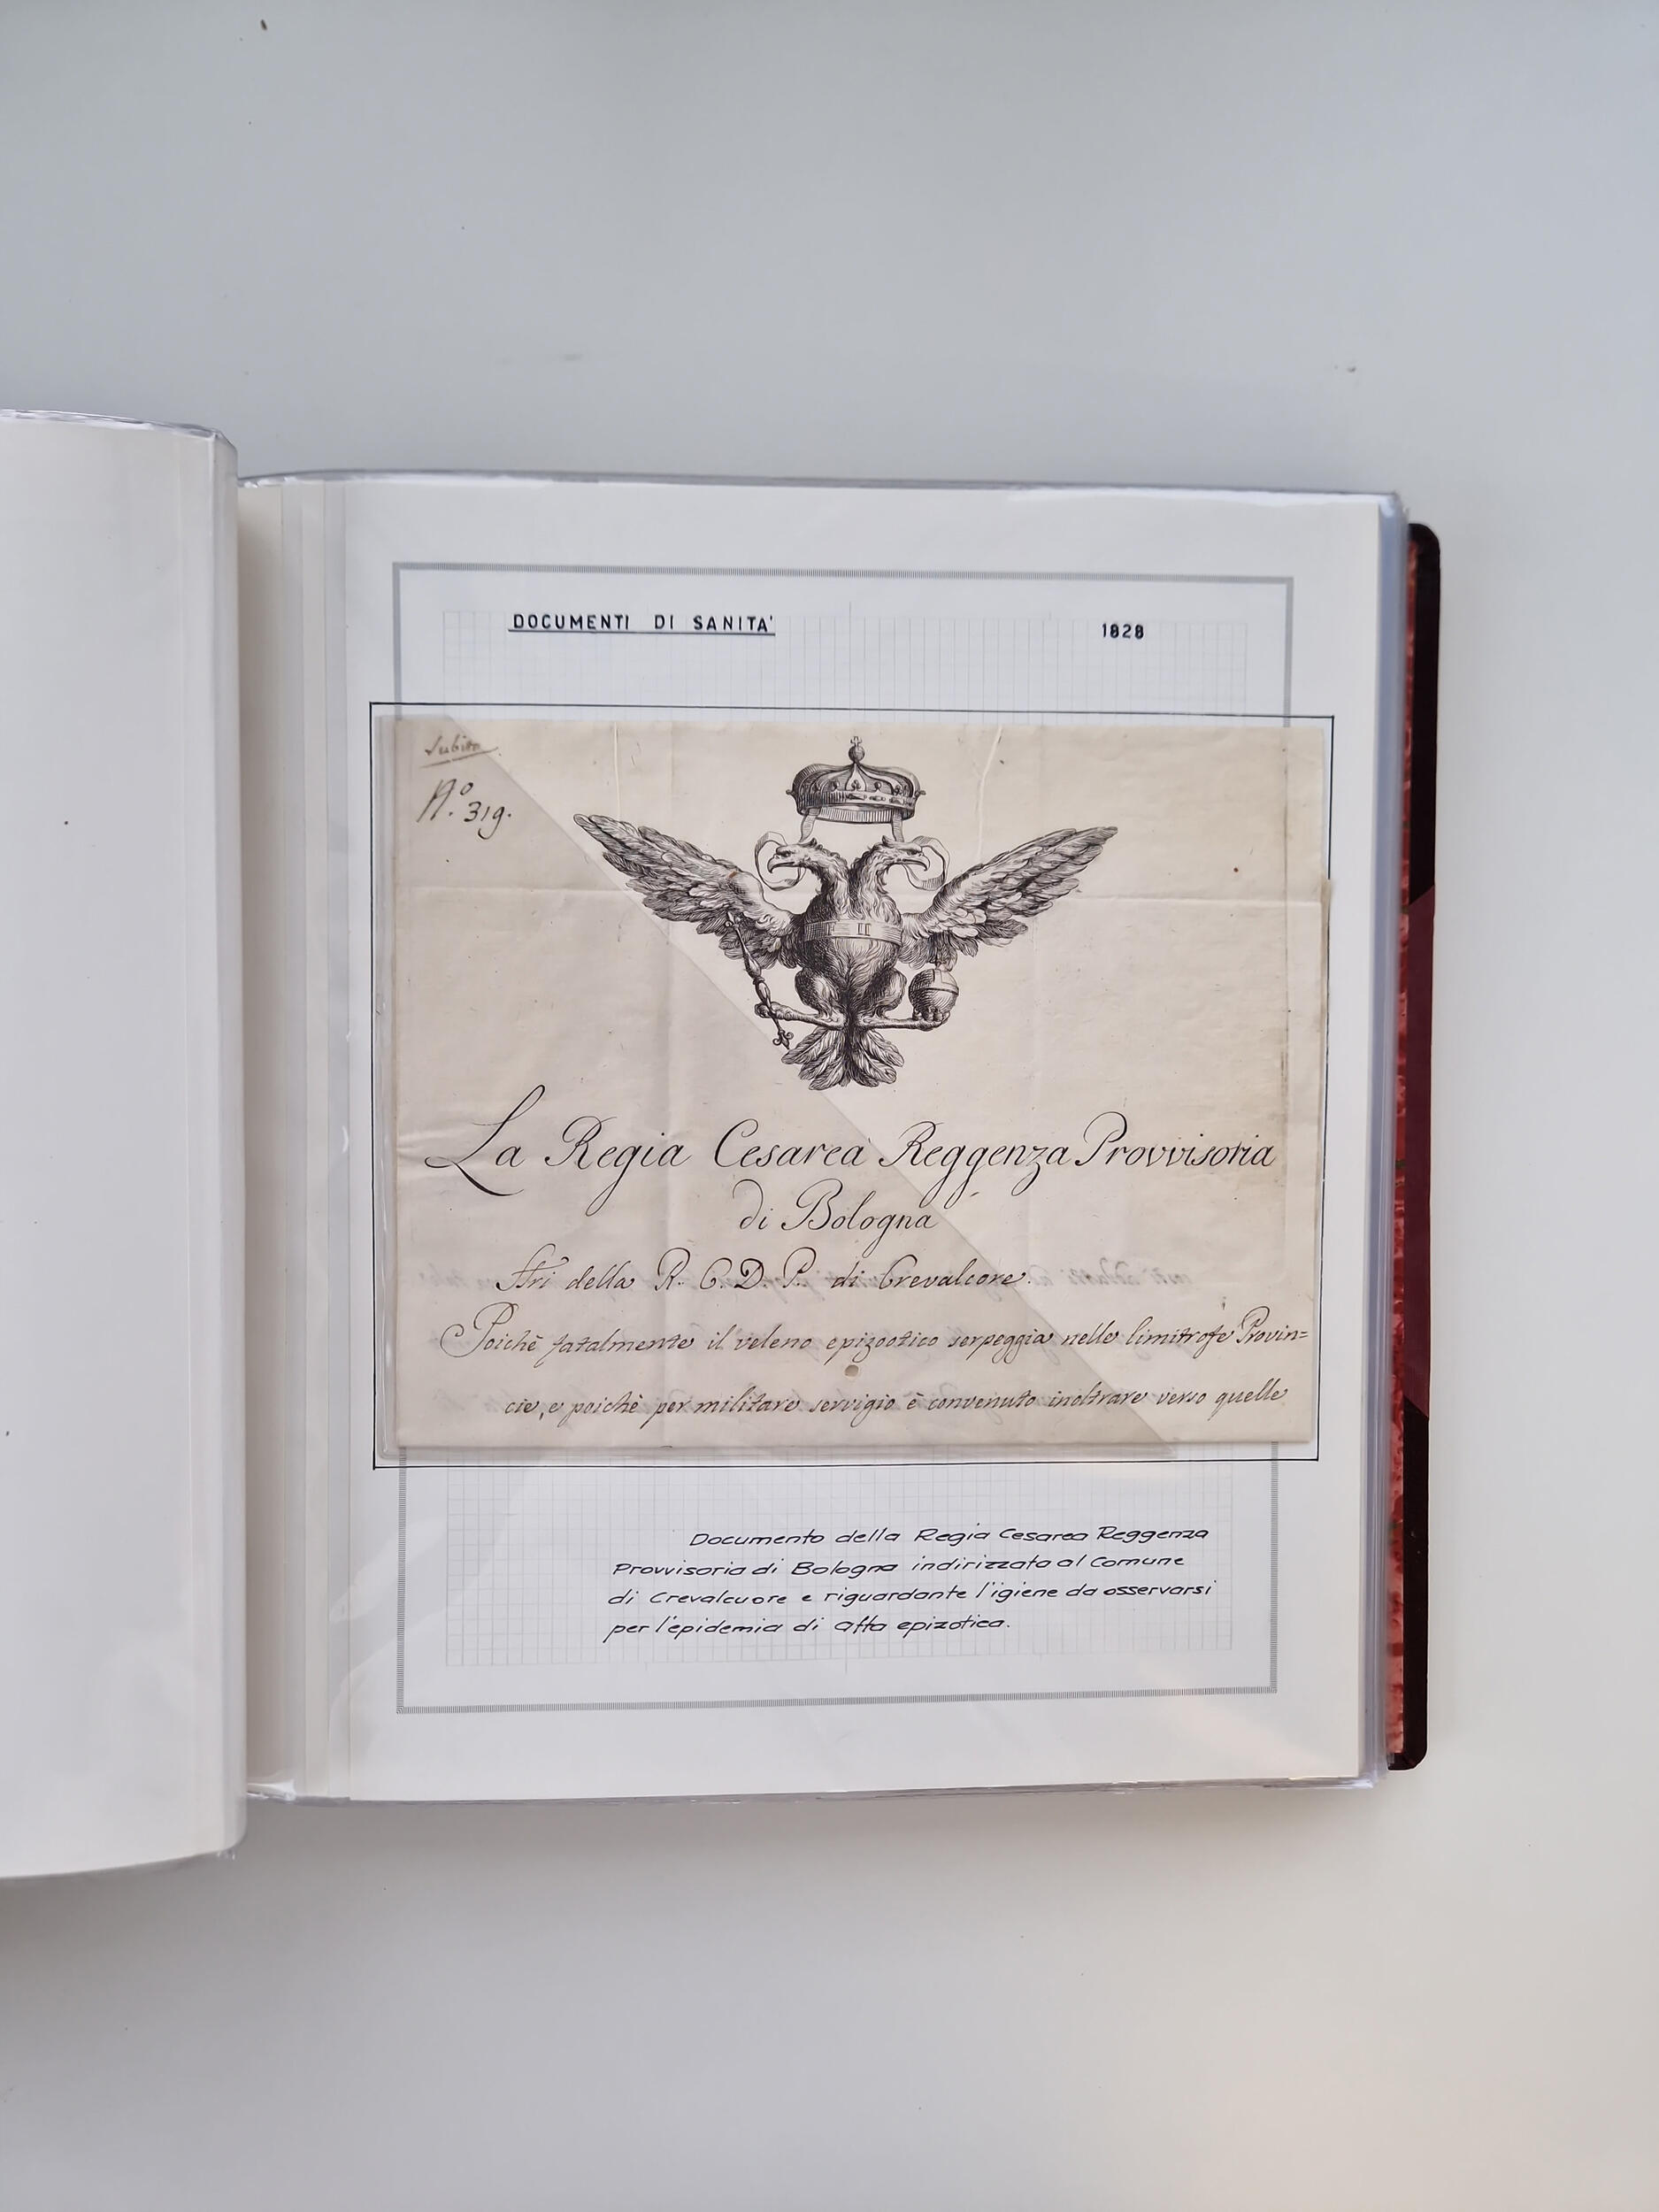 DOCUMENTI DI SANITA' 1828
Subito
N.º 319.
F II
La Regia Cesarea Reggenza Provvisoria
di Bologna
della R. C. D. P. di Crevalcore.
Poichè fatalmente il veleno epizootico serpeggia nelle limitrofe Provin=
cie, e poichè per militare servigio è convenuto inoltrare verso quelle
Documento della Regia Cesarea Reggenza
Provvisoria di Bologna indirizzato al Comune
di Crevalcuore e riguardante l'igiene da osservarsi
per l'epidemia di afta epizotica.